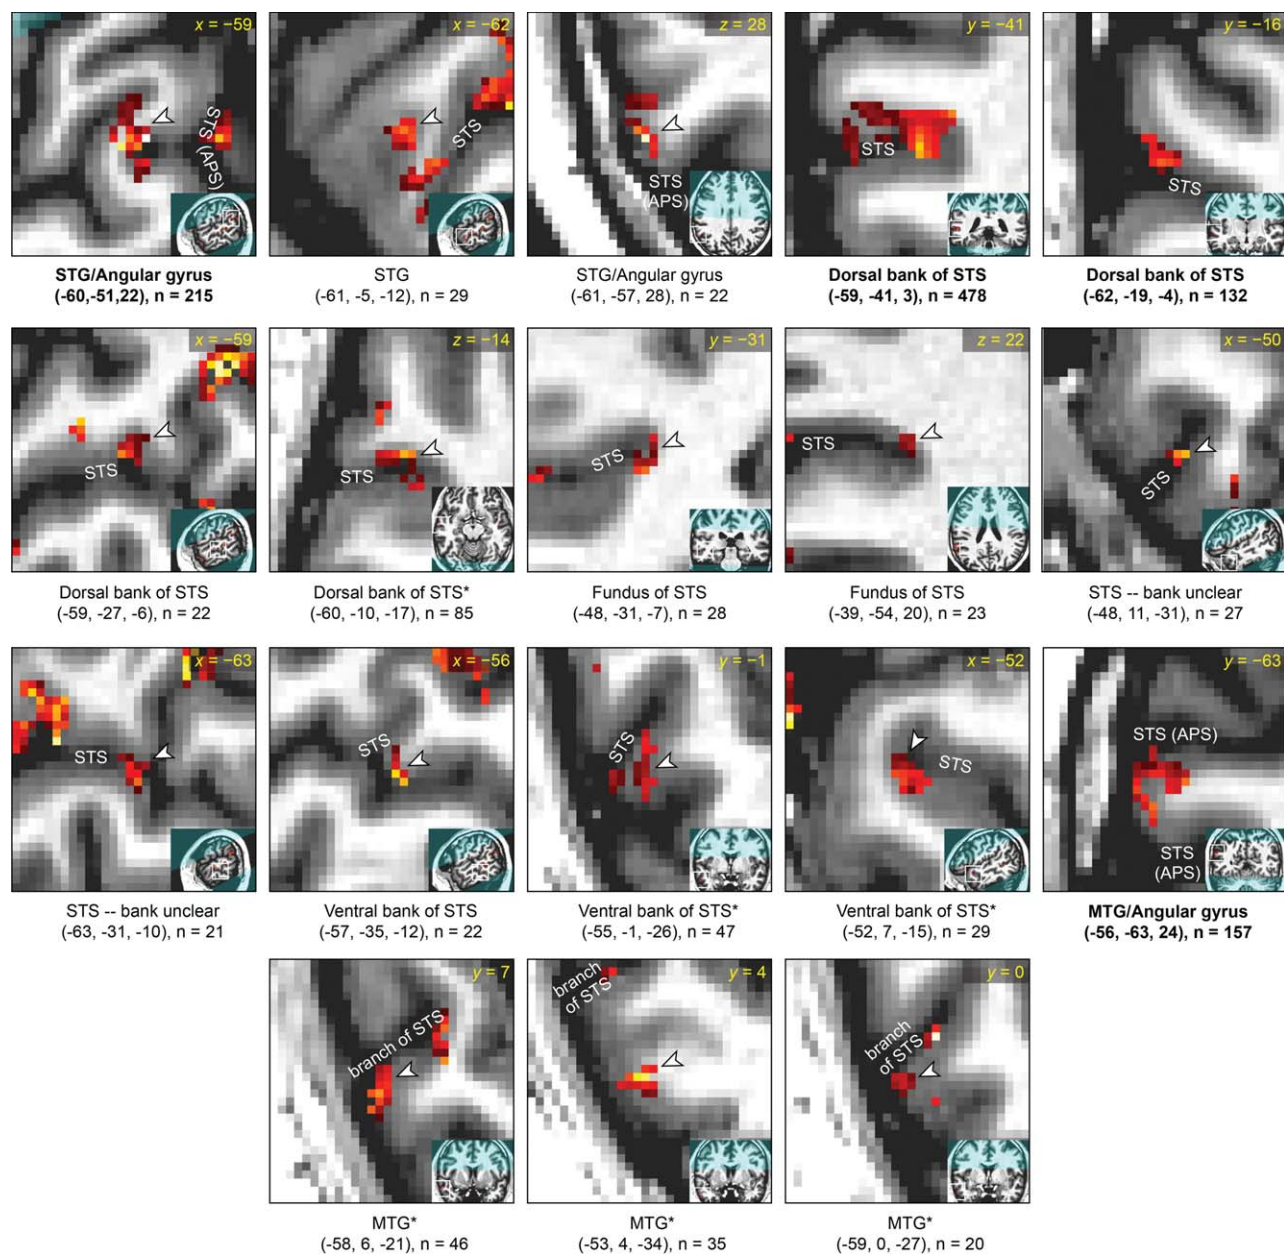 x = −59
STS
(APS)
STG/Angular gyrus
(-60,-51,22), n = 215
x = −62
STS
STG
(-61, -5, -12), n = 29
z = 28
STS
(APS)
STG/Angular gyrus
(-61, -57, 28), n = 22
y = −41
STS
Dorsal bank of STS
(-59, -41, 3), n = 478
y = −16
STS
Dorsal bank of STS
(-62, -19, -4), n = 132
x = −59
STS
Dorsal bank of STS
(-59, -27, -6), n = 22
z = −14
STS
Dorsal bank of STS*
(-60, -10, -17), n = 85
y = −31
STS
Fundus of STS
(-48, -31, -7), n = 28
z = 22
STS
Fundus of STS
(-39, -54, 20), n = 23
x = −50
STS
STS -- bank unclear
(-48, 11, -31), n = 27
x = −63
STS
STS -- bank unclear
(-63, -31, -10), n = 21
x = −56
STS
Ventral bank of STS
(-57, -35, -12), n = 22
y = −1
STS
Ventral bank of STS*
(-55, -1, -26), n = 47
x = −52
STS
Ventral bank of STS*
(-52, 7, -15), n = 29
y = −63
STS (APS)
STS
(APS)
MTG/Angular gyrus
(-56, -63, 24), n = 157
y = 7
branch of STS
MTG*
(-58, 6, -21), n = 46
y = 4
branch
of STS
MTG*
(-53, 4, -34), n = 35
y = 0
branch
of STS
MTG*
(-59, 0, -27), n = 20